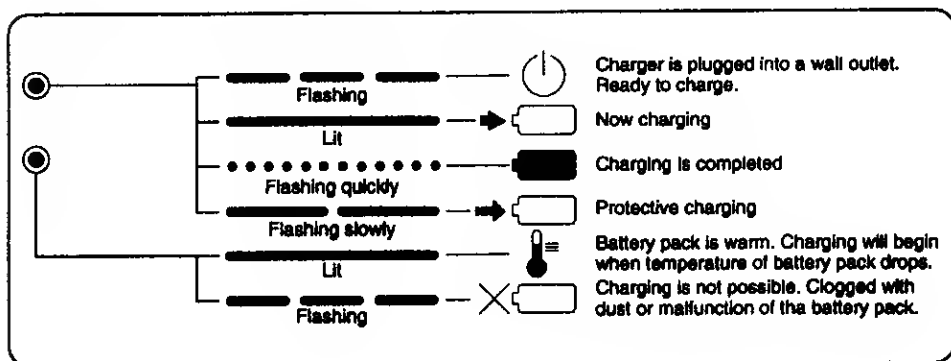 Charger is plugged into a wall outlet.
Ready to charge.
Flashing
Now charging
Lit
Charging is completed
Flashing quickly
Protective charging
Flashing slowly
Battery pack is warm. Charging will begin
when temperature of battery pack drops.
Lit
Charging is not possible. Clogged with
dust or malfunction of tha battery pack.
Flashing